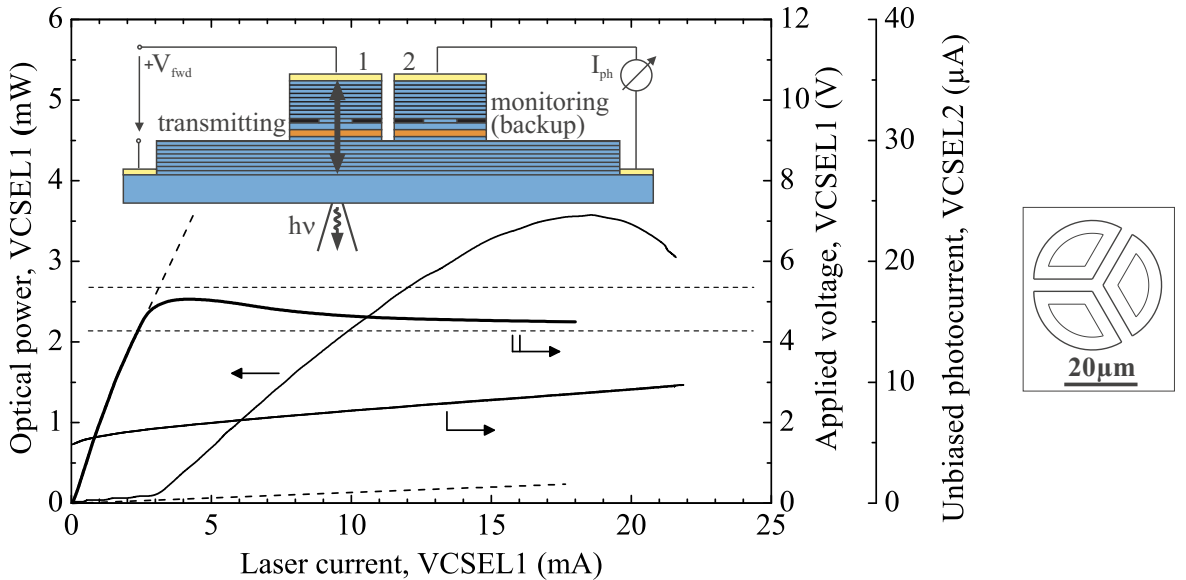 Optical power, VCSEL1 (mW)
6
5
4
3
2
1
0
0
5
10
15
20
25
Laser current, VCSEL1 (mA)
+V_fwd
1
2
I_ph
transmitting
monitoring
(backup)
hν
12
10
8
6
4
2
0
Applied voltage, VCSEL1 (V)
40
30
20
10
0
Unbiased photocurrent, VCSEL2 (μA)
20μm